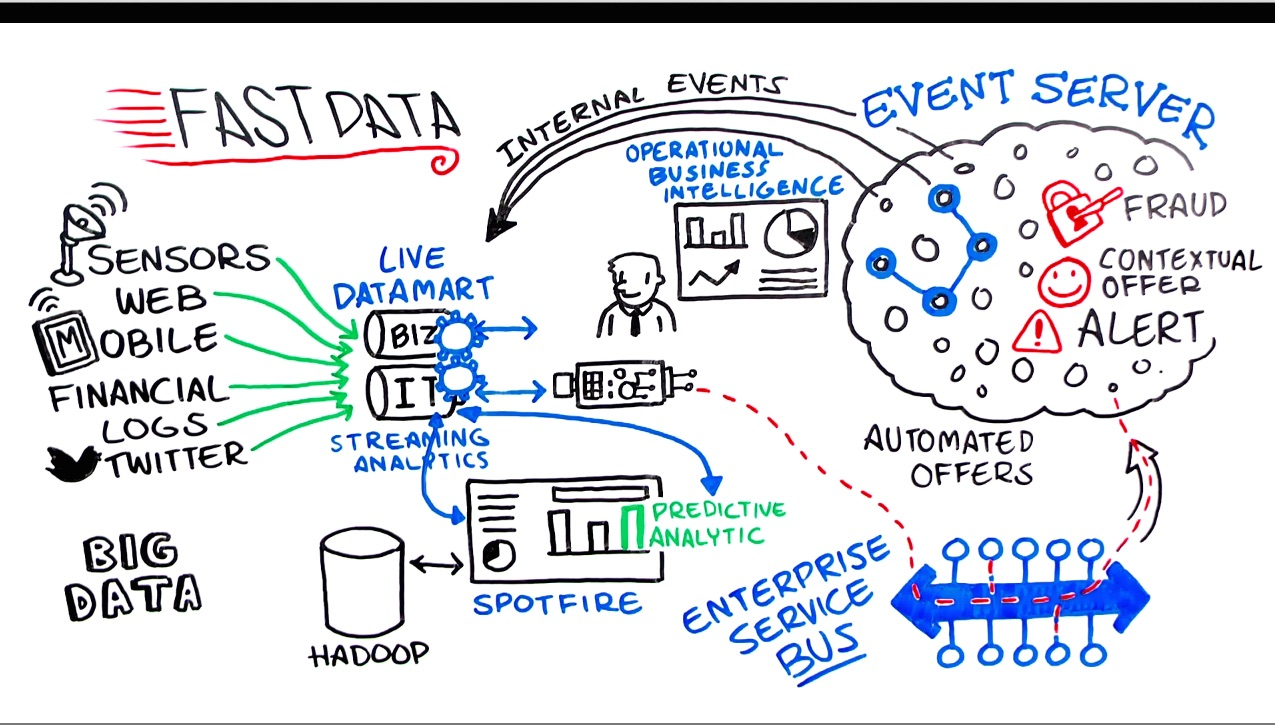 FAST DATA
INTERNAL EVENTS
EVENT SERVER
OPERATIONAL
BUSINESS
INTELLIGENCE
FRAUD
CONTEXTUAL
OFFER
ALERT
SENSORS
WEB
MOBILE
FINANCIAL
LOGS
TWITTER
LIVE
DATAMART
BIZ
IT
STREAMING
ANALYTICS
AUTOMATED
OFFERS
PREDICTIVE
ANALYTIC
SPOTFIRE
BIG
DATA
HADOOP
ENTERPRISE
SERVICE
BUS